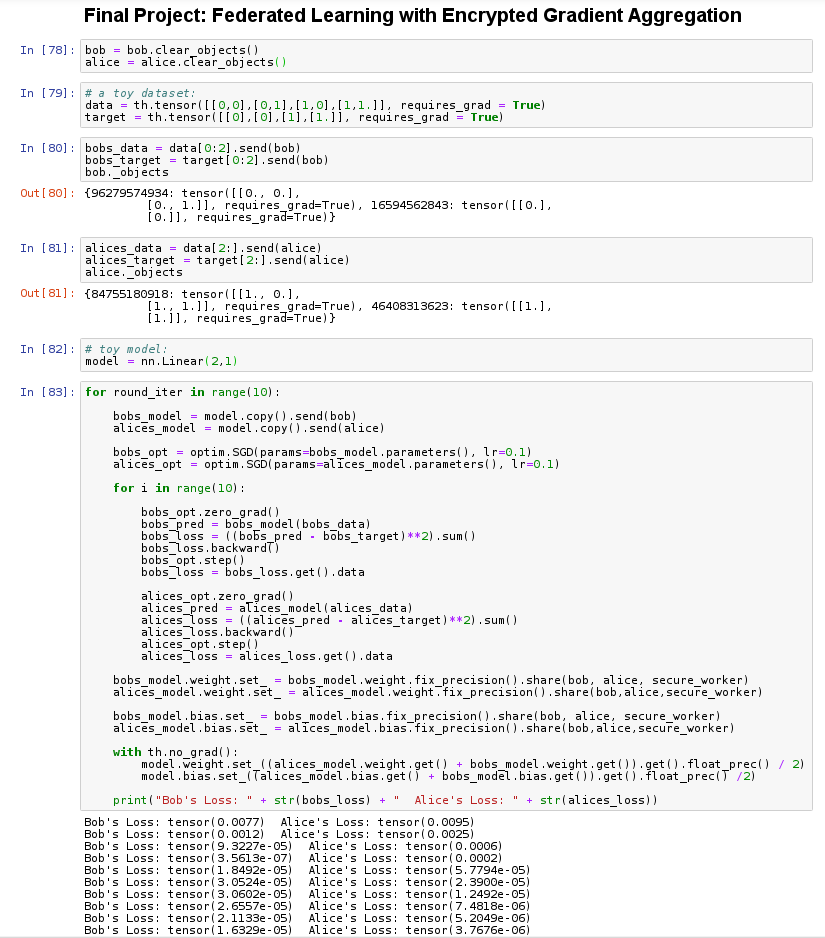 Final Project: Federated Learning with Encrypted Gradient Aggregation
In [78]: bob = bob.clear_objects()
alice = alice.clear_objects()
In [79]: # a toy dataset:
data = th.tensor([[0,0],[0,1],[1,0],[1,1.]], requires_grad = True)
target = th.tensor([[0],[0],[1],[1.]], requires_grad = True)
In [80]: bobs_data = data[0:2].send(bob)
bobs_target = target[0:2].send(bob)
bob._objects
Out[80]: {96279574934: tensor([[0., 0.],
[0., 1.]], requires_grad=True), 16594562843: tensor([[0.],
[0.]], requires_grad=True)}
In [81]: alices_data = data[2:].send(alice)
alices_target = target[2:].send(alice)
alice._objects
Out[81]: {84755180918: tensor([[1., 0.],
[1., 1.]], requires_grad=True), 46408313623: tensor([[1.],
[1.]], requires_grad=True)}
In [82]: # toy model:
model = nn.Linear(2,1)
In [83]: for round_iter in range(10):
bobs_model = model.copy().send(bob)
alices_model = model.copy().send(alice)
bobs_opt = optim.SGD(params=bobs_model.parameters(), lr=0.1)
alices_opt = optim.SGD(params=alices_model.parameters(), lr=0.1)
for i in range(10):
bobs_opt.zero_grad()
bobs_pred = bobs_model(bobs_data)
bobs_loss = ((bobs_pred - bobs_target)**2).sum()
bobs_loss.backward()
bobs_opt.step()
bobs_loss = bobs_loss.get().data
alices_opt.zero_grad()
alices_pred = alices_model(alices_data)
alices_loss = ((alices_pred - alices_target)**2).sum()
alices_loss.backward()
alices_opt.step()
alices_loss = alices_loss.get().data
bobs_model.weight.set_ = bobs_model.weight.fix_precision().share(bob, alice, secure_worker)
alices_model.weight.set_ = alices_model.weight.fix_precision().share(bob,alice,secure_worker)
bobs_model.bias.set_ = bobs_model.bias.fix_precision().share(bob, alice, secure_worker)
alices_model.bias.set_ = alices_model.bias.fix_precision().share(bob,alice,secure_worker)
with th.no_grad():
model.weight.set_((alices_model.weight.get() + bobs_model.weight.get()).get().float_prec() / 2)
model.bias.set_((alices_model.bias.get() + bobs_model.bias.get()).get().float_prec() /2)
print("Bob's Loss: " + str(bobs_loss) + "  Alice's Loss: " + str(alices_loss))
Bob's Loss: tensor(0.0077)  Alice's Loss: tensor(0.0095)
Bob's Loss: tensor(0.0012)  Alice's Loss: tensor(0.0025)
Bob's Loss: tensor(9.3227e-05)  Alice's Loss: tensor(0.0006)
Bob's Loss: tensor(3.5613e-07)  Alice's Loss: tensor(0.0002)
Bob's Loss: tensor(1.8492e-05)  Alice's Loss: tensor(5.7794e-05)
Bob's Loss: tensor(3.0524e-05)  Alice's Loss: tensor(2.3900e-05)
Bob's Loss: tensor(3.0602e-05)  Alice's Loss: tensor(1.2492e-05)
Bob's Loss: tensor(2.6557e-05)  Alice's Loss: tensor(7.4818e-06)
Bob's Loss: tensor(2.1133e-05)  Alice's Loss: tensor(5.2049e-06)
Bob's Loss: tensor(1.6329e-05)  Alice's Loss: tensor(3.7676e-06)